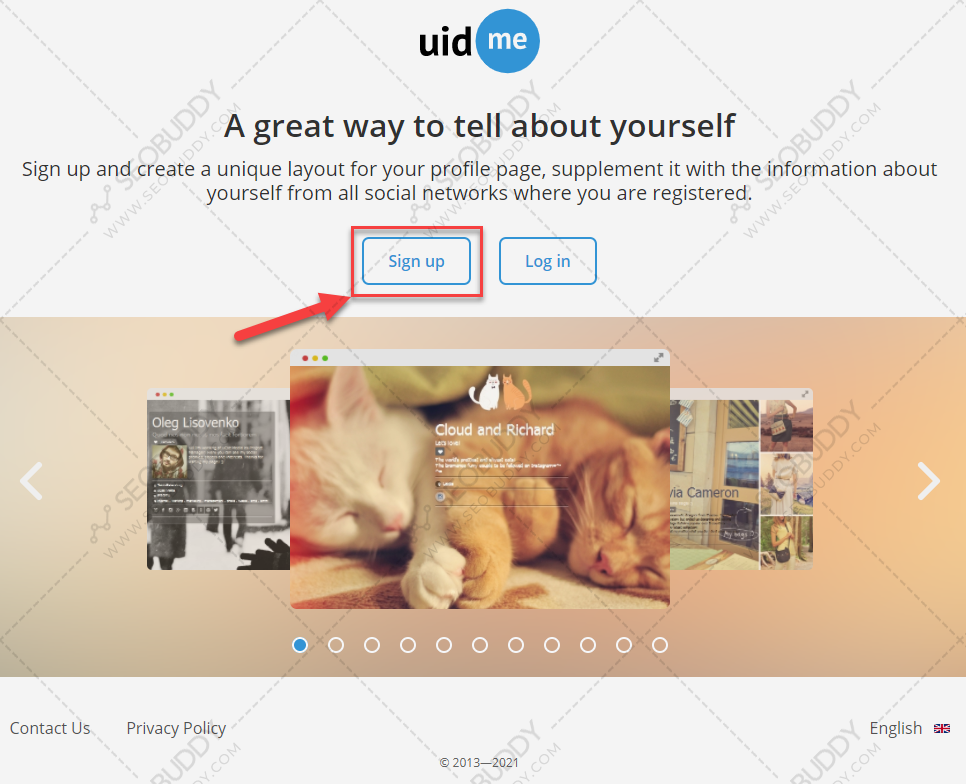 uid me
A great way to tell about yourself
Sign up and create a unique layout for your profile page, supplement it with the information about
yourself from all social networks where you are registered.
Sign up
Log in
Oleg Lisovenko
Cloud and Richard
via Cameron
Contact Us
Privacy Policy
English
© 2013—2021
SEOBUDDY
WWW.SEOBUDDY.COM